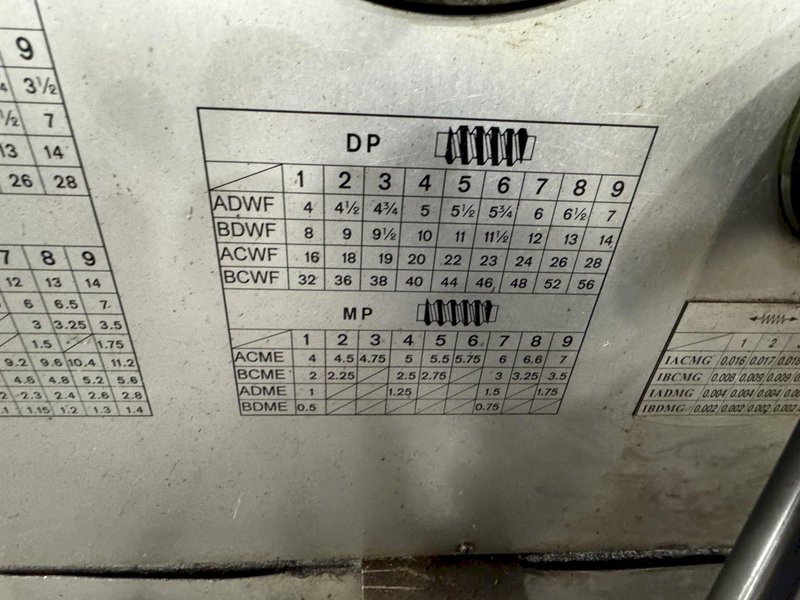 9
3½
½ 7
13 14
26 28
7 8 9
12 13 14
6 6.5 7
3 3.25 3.5
1.5 1.75
9.2 9.6 10.4 11.2
4.6 4.8 5.2 5.6
2.3 2.4 2.6 2.8
1.15 1.2 1.3 1.4
DP
1 2 3 4 5 6 7 8 9
ADWF 4 4½ 4¾ 5 5½ 5¾ 6 6½ 7
BDWF 8 9 9½ 10 11 11½ 12 13 14
ACWF 16 18 19 20 22 23 24 26 28
BCWF 32 36 38 40 44 46 48 52 56
MP
1 2 3 4 5 6 7 8 9
ACME 4 4.5 4.75 5 5.5 5.75 6 6.6 7
BCME 2 2.25 2.5 2.75 3 3.25 3.5
ADME 1 1.25 1.5 1.75
BDME 0.5 0.75
1 2
IACMG 0.016 0.017 0.018
IBCMG 0.008 0.009 0.009
IADMG 0.004 0.004 0.004
IBDMG 0.002 0.002 0.002 0.002